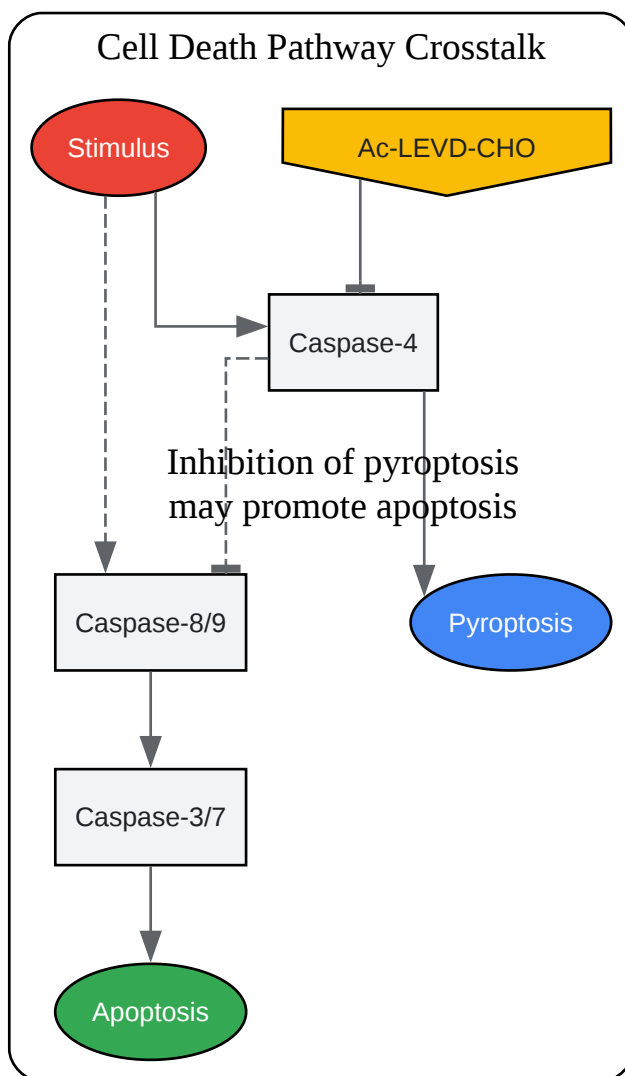 Cell Death Pathway Crosstalk
Stimulus
Ac-LEVD-CHO
Caspase-4
Inhibition of pyroptosis
may promote apoptosis
Caspase-8/9
Pyroptosis
Caspase-3/7
Apoptosis